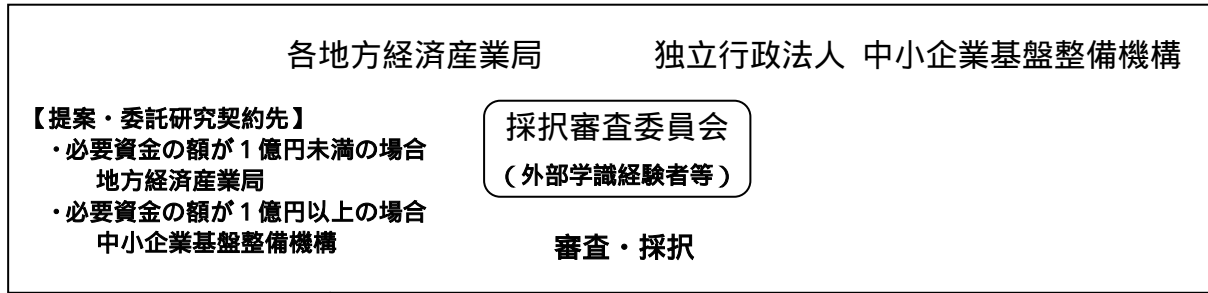 各地方経済産業局　　独立行政法人 中小企業基盤整備機構
【提案・委託研究契約先】
・必要資金の額が１億円未満の場合
地方経済産業局
・必要資金の額が１億円以上の場合
中小企業基盤整備機構
採択審査委員会
（外部学識経験者等）
審査・採択